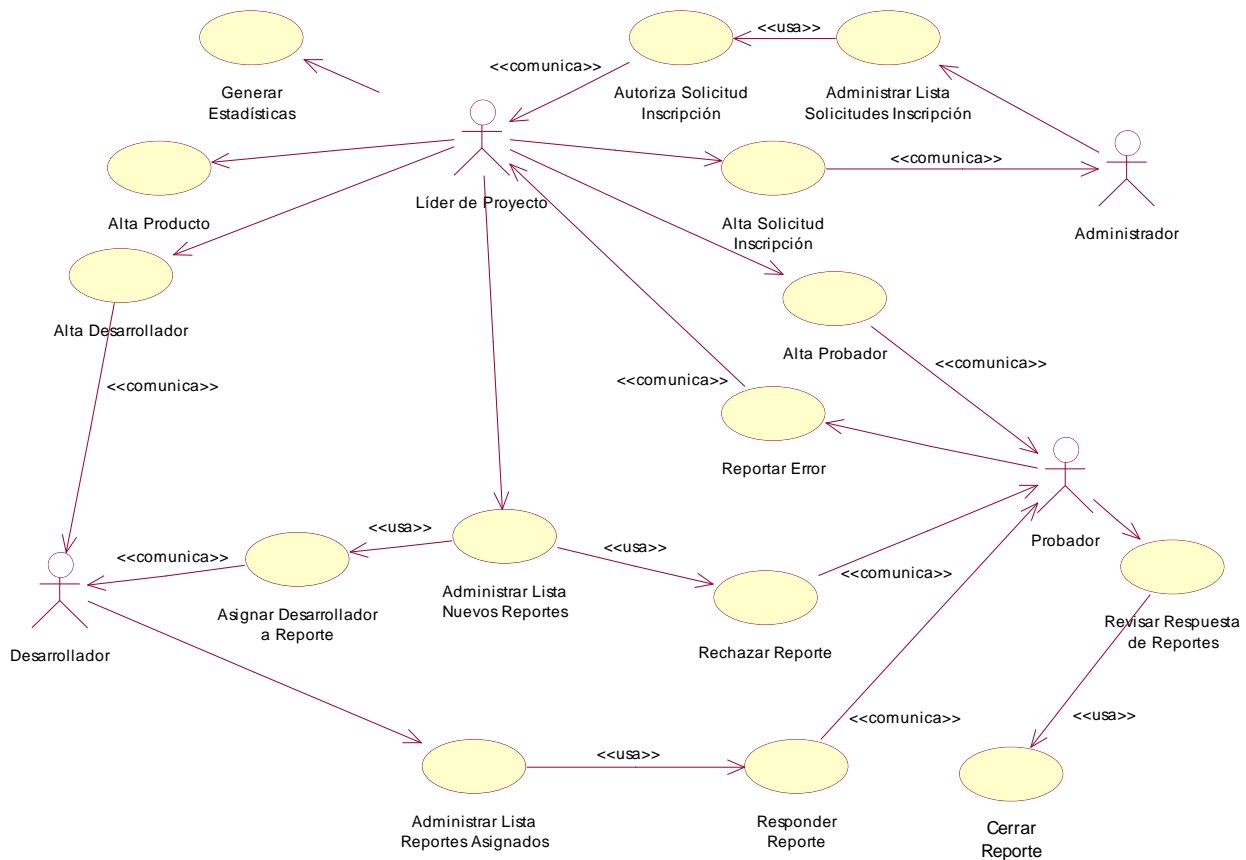 <<usa>>
<<comunica>>
Generar
Estadísticas
Autoriza Solicitud
Inscripción
Administrar Lista
Solicitudes Inscripción
<<comunica>>
Líder de Proyecto
Alta Producto
Alta Solicitud
Inscripción
Administrador
Alta Desarrollador
Alta Probador
<<comunica>>
<<comunica>>
<<comunica>>
Reportar Error
<<usa>>
<<comunica>>
<<usa>>
<<comunica>>
Probador
Administrar Lista
Nuevos Reportes
Asignar Desarrollador
a Reporte
Desarrollador
Rechazar Reporte
Revisar Respuesta
de Reportes
<<comunica>>
<<usa>>
<<usa>>
Administrar Lista
Reportes Asignados
Responder
Reporte
Cerrar
Reporte